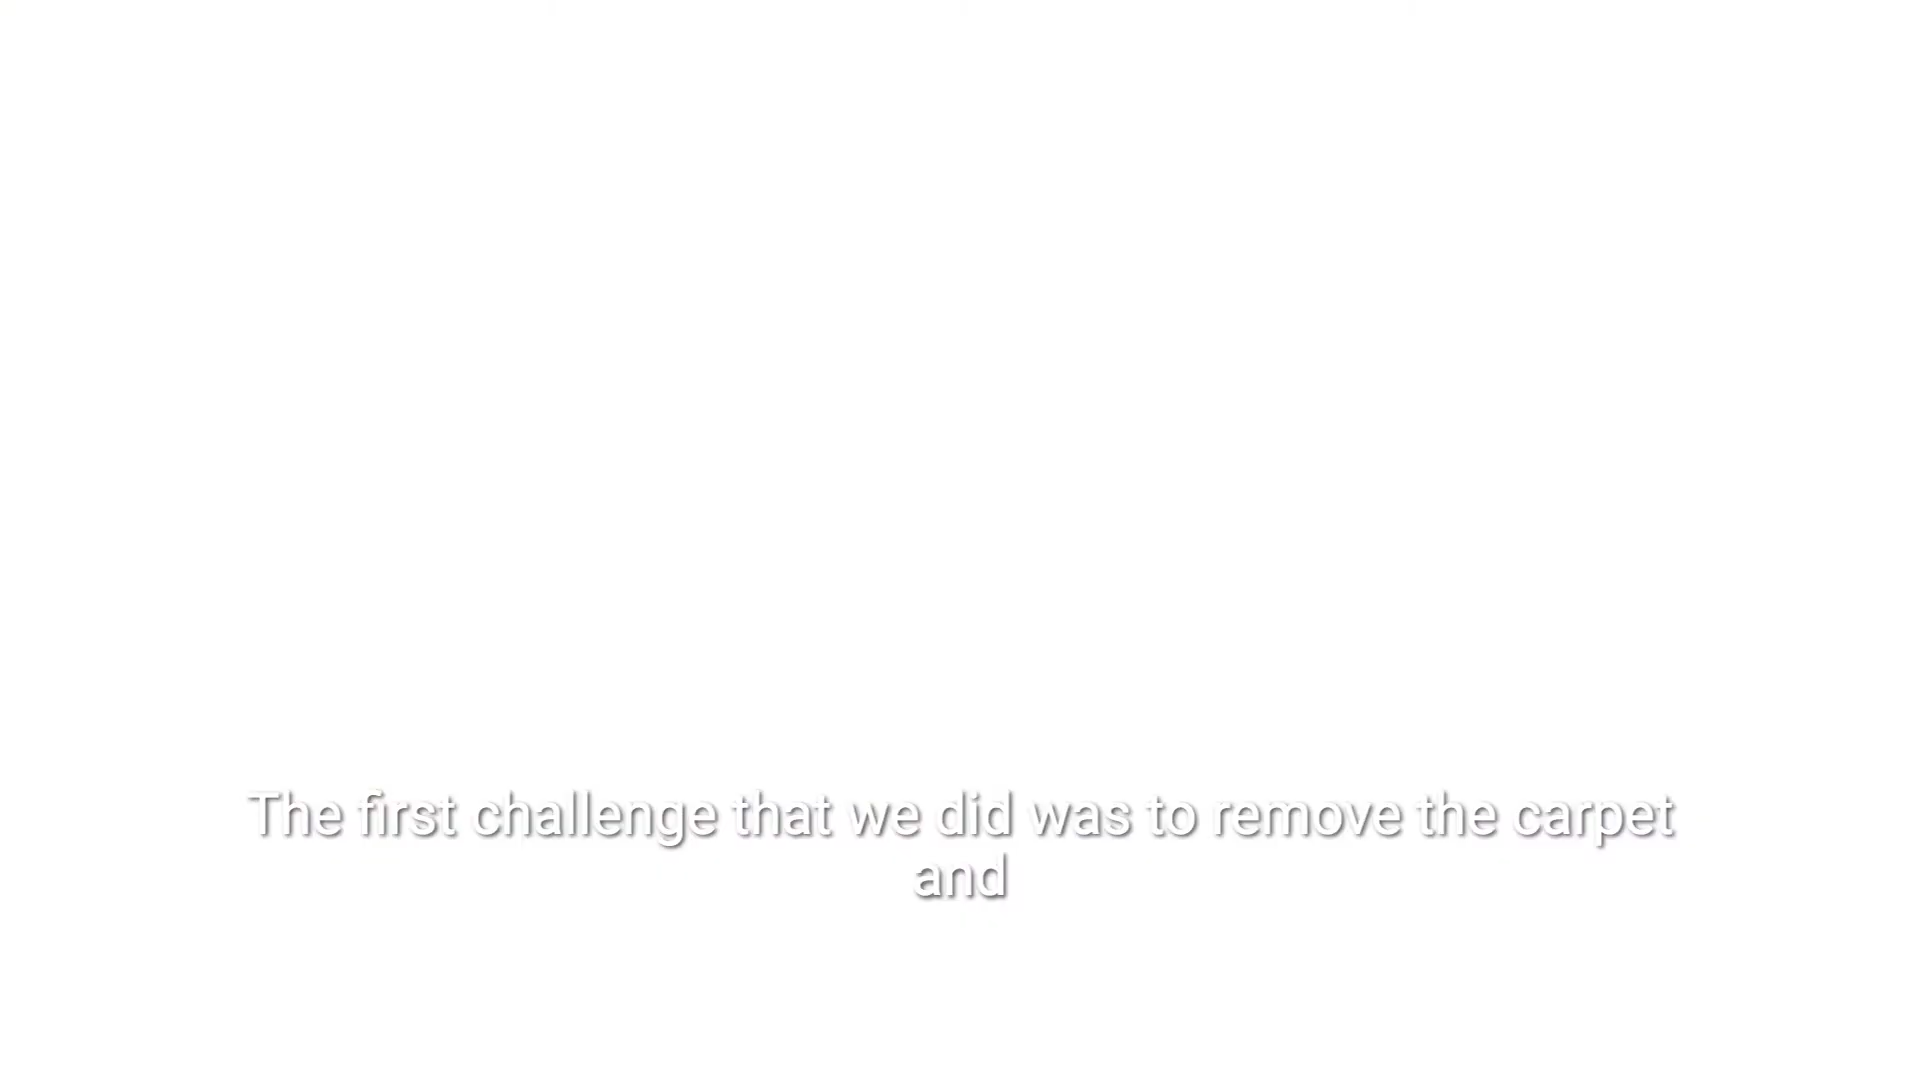 The first challenge that we did was to remove the carpet
and